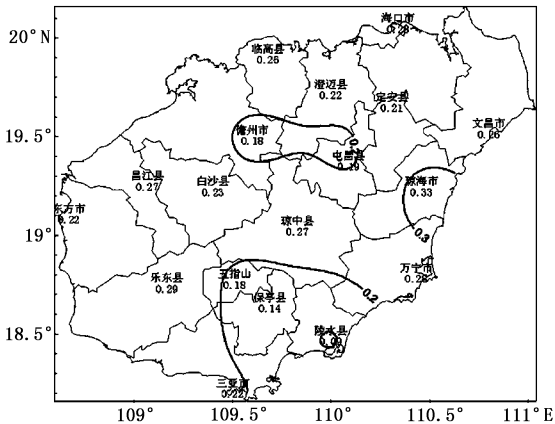 20°N
19.5°
19°
18.5°
海口市
0.28
临高县
0.26
澄迈县
0.22
定安县
0.21
文昌市
0.26
儋州市
0.18
屯昌县
0.19
昌江县
0.27
白沙县
0.23
琼海市
0.33
东方市
0.22
琼中县
0.27
0.3
万宁市
0.28
乐东县
0.29
五指山
0.18
0.2
保亭县
0.14
陵水县
0.09
三亚市
0.22
109°
109.5°
110°
110.5°
111°E